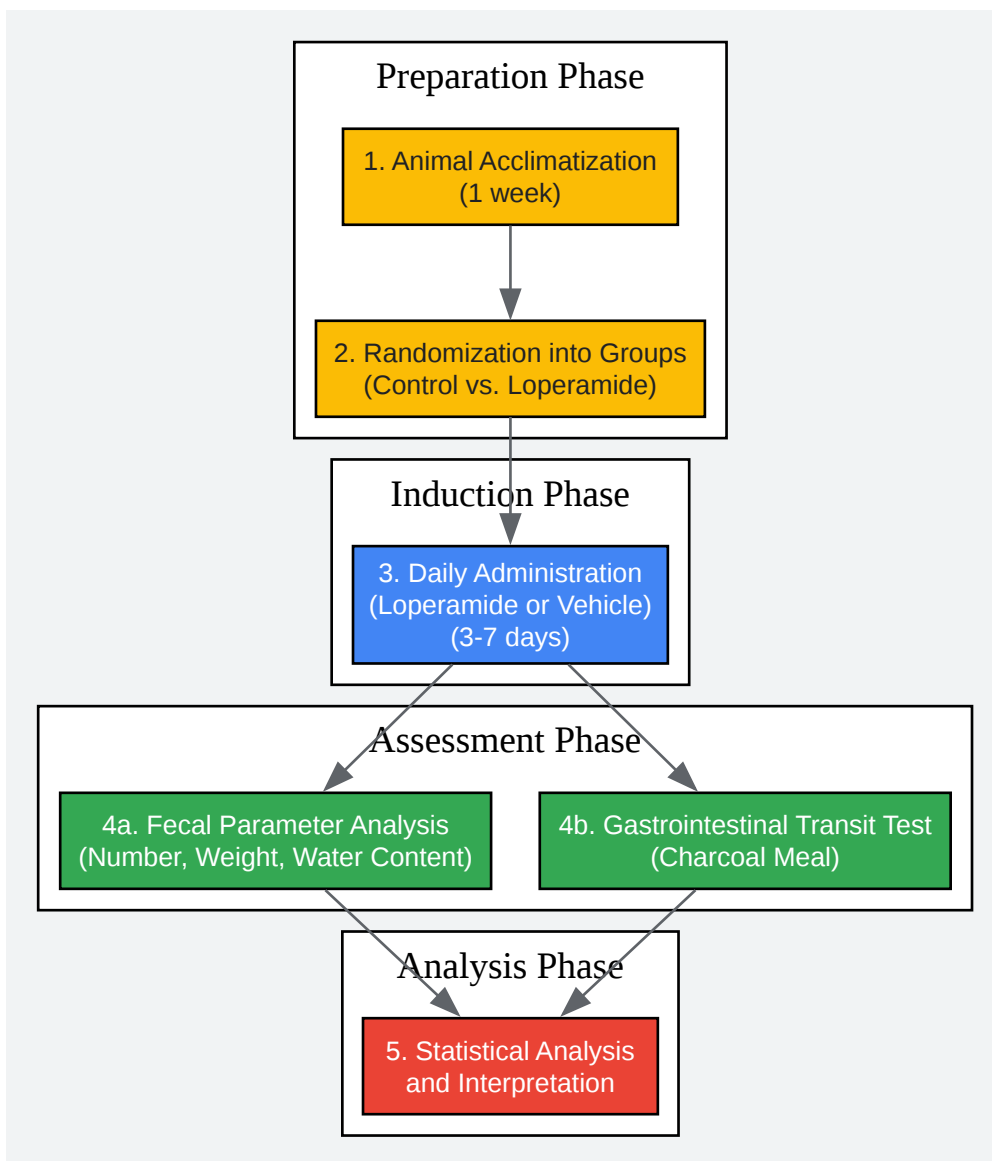 Preparation Phase
1. Animal Acclimatization
(1 week)
2. Randomization into Groups
(Control vs. Loperamide)
Induction Phase
3. Daily Administration
(Loperamide or Vehicle)
(3-7 days)
Assessment Phase
4a. Fecal Parameter Analysis
(Number, Weight, Water Content)
4b. Gastrointestinal Transit Test
(Charcoal Meal)
Analysis Phase
5. Statistical Analysis
and Interpretation